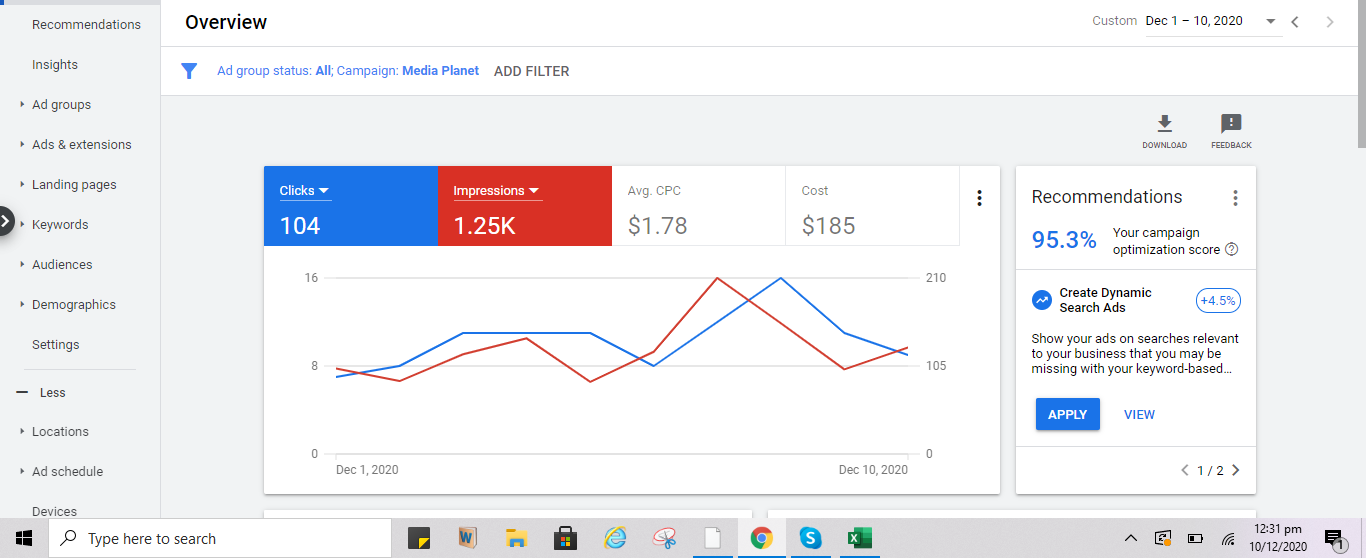 Recommendations
Insights
Ad groups
Ads & extensions
Landing pages
Keywords
Audiences
Demographics
Settings
Less
Locations
Ad schedule
Devices
Overview
Custom Dec 1 – 10, 2020
Ad group status: All; Campaign: Media Planet ADD FILTER
DOWNLOAD FEEDBACK
Clicks Impressions Avg. CPC Cost
104 1.25K $1.78 $185
16 210
8 105
0 0
Dec 1, 2020 Dec 10, 2020
Recommendations
95.3% Your campaign
optimization score
Create Dynamic
Search Ads
+4.5%
Show your ads on searches relevant
to your business that you may be
missing with your keyword-based...
APPLY VIEW
1 / 2
Type here to search
12:31 pm
10/12/2020
1